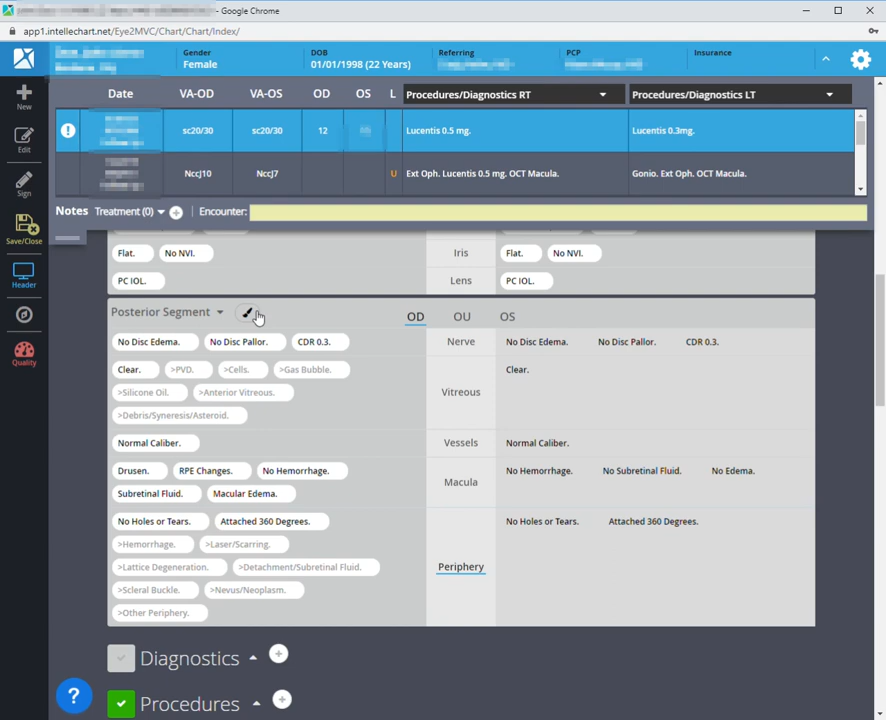 - Google Chrome
app1.intellechart.net/Eye2MVC/Chart/Chart/Index/
Gender DOB Referring PCP Insurance
Female 01/01/1998 (22 Years)
New
Edit
Sign
Save/Close
Header
Quality
Date VA-OD VA-OS OD OS L Procedures/Diagnostics RT Procedures/Diagnostics LT
sc20/30 sc20/30 12 Lucentis 0.5 mg. Lucentis 0.3mg.
NccJ10 NccJ7 U Ext Oph. Lucentis 0.5 mg. OCT Macula. Gonio. Ext Oph. OCT Macula.
Notes Treatment (0) Encounter:
Flat. No NVI. Iris Flat. No NVI.
PC IOL. Lens PC IOL.
Posterior Segment OD OU OS
No Disc Edema. No Disc Pallor. CDR 0.3. Nerve No Disc Edema. No Disc Pallor. CDR 0.3.
Clear. >PVD. >Cells. >Gas Bubble. Clear.
>Silicone Oil. >Anterior Vitreous. Vitreous
>Debris/Syneresis/Asteroid.
Normal Caliber. Vessels Normal Caliber.
Drusen. RPE Changes. No Hemorrhage. No Hemorrhage. No Subretinal Fluid. No Edema.
Subretinal Fluid. Macular Edema. Macula
No Holes or Tears. Attached 360 Degrees. No Holes or Tears. Attached 360 Degrees.
>Hemorrhage. >Laser/Scarring.
>Lattice Degeneration. >Detachment/Subretinal Fluid. Periphery
>Scleral Buckle. >Nevus/Neoplasm.
>Other Periphery.
Diagnostics
Procedures
?